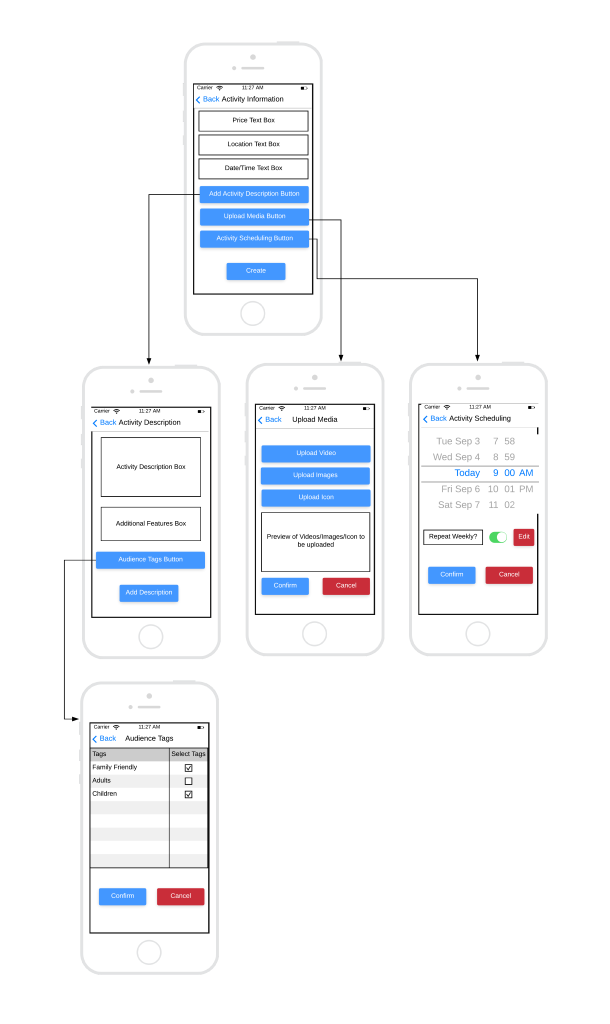 Carrier 11:27 AM
Back Activity Information
Price Text Box
Location Text Box
Date/Time Text Box
Add Activity Description Button
Upload Media Button
Activity Scheduling Button
Create
Carrier 11:27 AM
Back Activity Description
Activity Description Box
Additional Features Box
Audience Tags Button
Add Description
Carrier 11:27 AM
Back Upload Media
Upload Video
Upload Images
Upload Icon
Preview of Videos/Images/Icon to
be uploaded
Confirm Cancel
Carrier 11:27 AM
Back Activity Scheduling
Tue Sep 3 7 58
Wed Sep 4 8 59
Today 9 00 AM
Fri Sep 6 10 01 PM
Sat Sep 7 11 02
Repeat Weekly? Edit
Confirm Cancel
Carrier 11:27 AM
Back Audience Tags
Tags Select Tags
Family Friendly
Adults
Children
Confirm Cancel